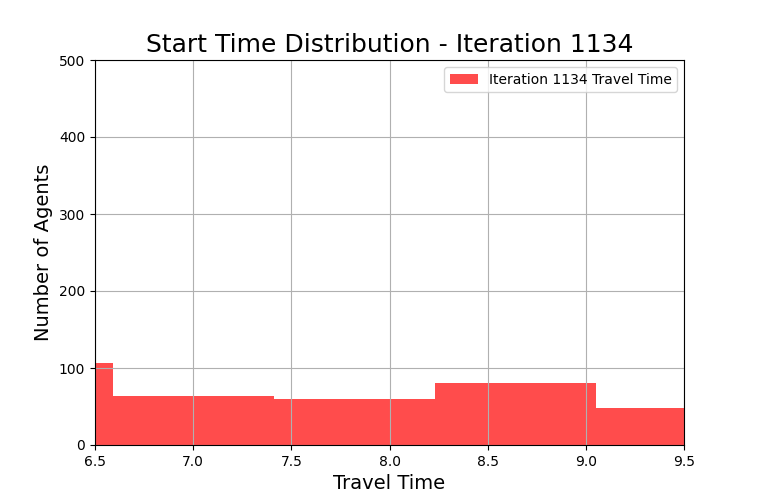 Start Time Distribution - Iteration 1134
Iteration 1134 Travel Time
Number of Agents
500
400
300
200
100
0
6.5 7.0 7.5 8.0 8.5 9.0 9.5
Travel Time